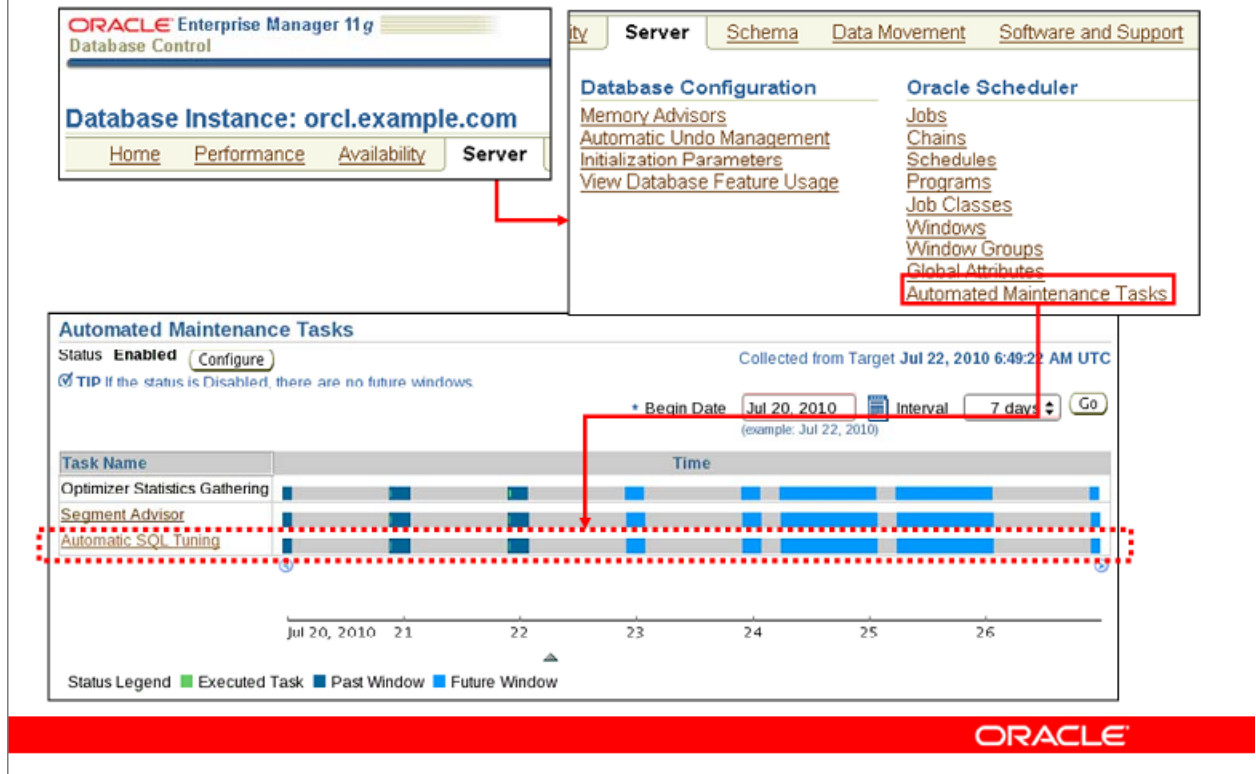 ORACLE Enterprise Manager 11g
Database Control
Database Instance: orcl.example.com
Home Performance Availability Server
ity Server Schema Data Movement Software and Support
Database Configuration
Memory Advisors
Automatic Undo Management
Initialization Parameters
View Database Feature Usage
Oracle Scheduler
Jobs
Chains
Schedules
Programs
Job Classes
Windows
Window Groups
Global Attributes
Automated Maintenance Tasks
Automated Maintenance Tasks
Status Enabled Configure
Collected from Target Jul 22, 2010 6:49:22 AM UTC
TIP If the status is Disabled, there are no future windows.
* Begin Date Jul 20, 2010 Interval 7 days Go
(example: Jul 22, 2010)
Task Name Time
Optimizer Statistics Gathering
Segment Advisor
Automatic SQL Tuning
Jul 20, 2010 21 22 23 24 25 26
Status Legend Executed Task Past Window Future Window
ORACLE